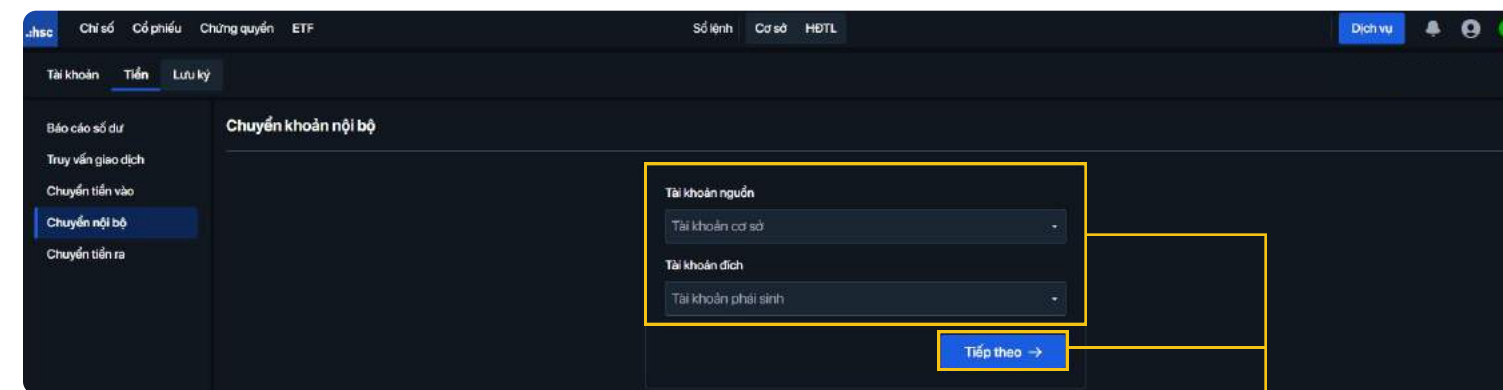 .:hsc Chỉ số Cổ phiếu Chứng quyền ETF Sổ lệnh Cơ sở HĐTL Dịch vụ
Tài khoản Tiền Lưu ký
Báo cáo số dư
Truy vấn giao dịch
Chuyển tiền vào
Chuyển nội bộ
Chuyển tiền ra
Chuyển khoản nội bộ
Tài khoản nguồn
Tài khoản cơ sở
Tài khoản đích
Tài khoản phái sinh
Tiếp theo →